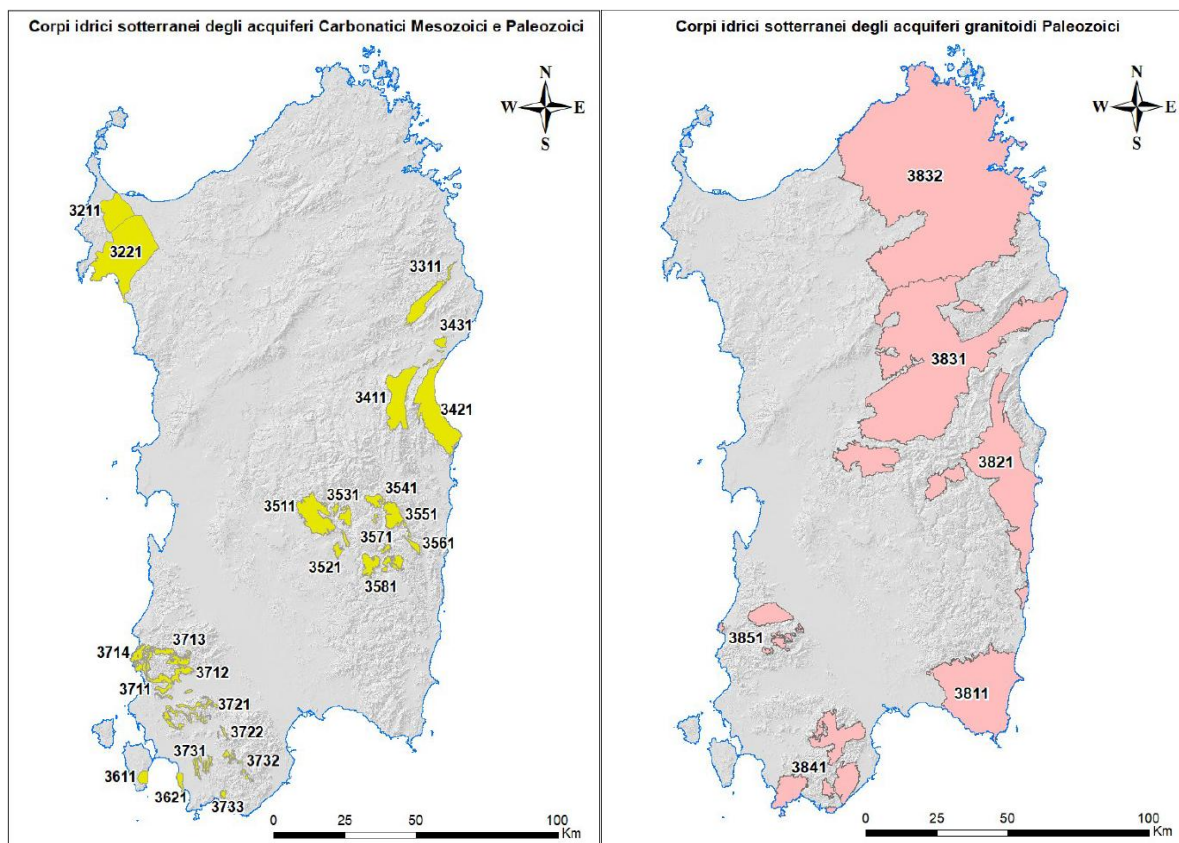 Corpi idrici sotterranei degli acquiferi Carbonatici Mesozoici e Paleozoici
N
W E
S
3211
3221
3311
3431
3411
3421
3531
3541
3511
3551
3571
3561
3521
3581
3713
3714
3712
3711
3721
3722
3731
3732
3611
3621
3733
0 25 50 100
Km
Corpi idrici sotterranei degli acquiferi granitoidi Paleozoici
N
W E
S
3832
3831
3821
3851
3811
3841
0 25 50 100
Km